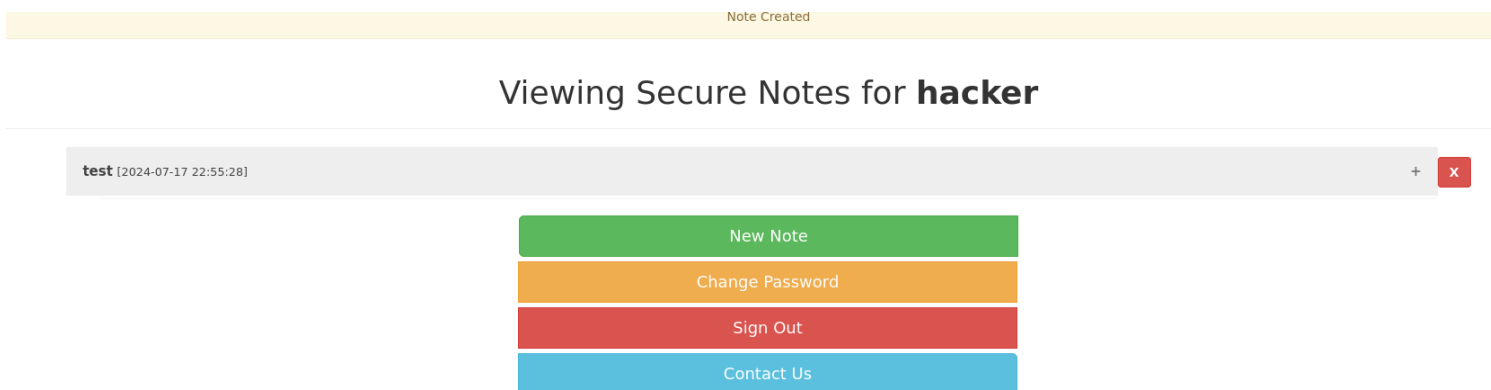 Note Created
Viewing Secure Notes for hacker
test [2024-07-17 22:55:28] + X
New Note
Change Password
Sign Out
Contact Us